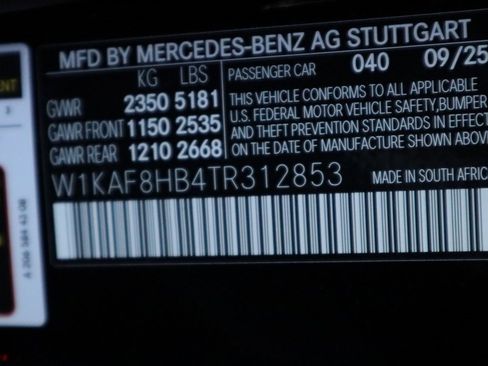 MFD BY MERCEDES-BENZ AG STUTTGART
KG LBS
GVWR 2350 5181
GAWR FRONT 1150 2535
GAWR REAR 1210 2668
PASSENGER CAR 040 09/25
THIS VEHICLE CONFORMS TO ALL APPLICABLE
U.S. FEDERAL MOTOR VEHICLE SAFETY, BUMPER
AND THEFT PREVENTION STANDARDS IN EFFECT
ON THE DATE OF MANUFACTURE SHOWN ABOVE
W1KAF8HB4TR312853
MADE IN SOUTH AFRIC